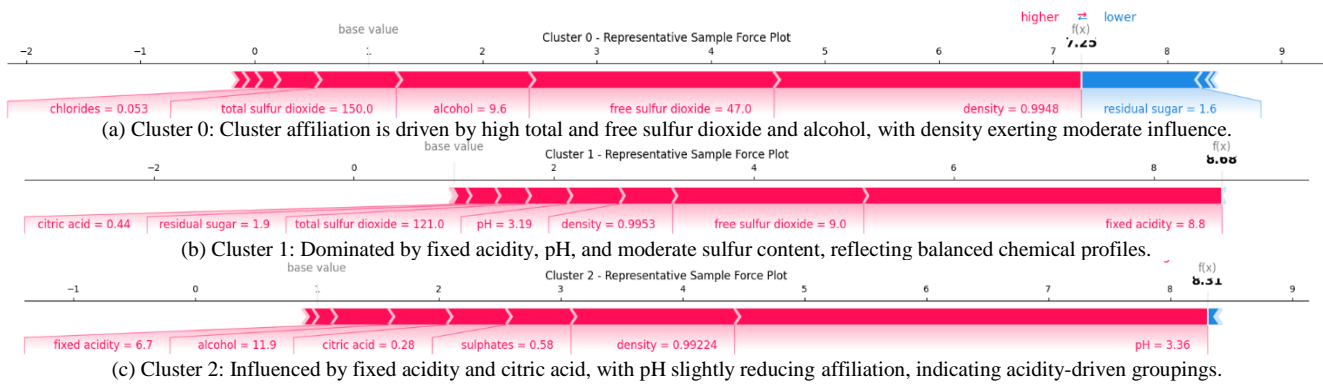 higher ⇄ lower
base value f(x)
Cluster 0 - Representative Sample Force Plot 7.25
−2 −1 0 1 2 3 4 5 6 7 8 9
chlorides = 0.053 total sulfur dioxide = 150.0 alcohol = 9.6 free sulfur dioxide = 47.0 density = 0.9948 residual sugar = 1.6
(a) Cluster 0: Cluster affiliation is driven by high total and free sulfur dioxide and alcohol, with density exerting moderate influence.
base value f(x)
Cluster 1 - Representative Sample Force Plot 8.68
−2 0 2 4 6 8
citric acid = 0.44 residual sugar = 1.9 total sulfur dioxide = 121.0 pH = 3.19 density = 0.9953 free sulfur dioxide = 9.0 fixed acidity = 8.8
(b) Cluster 1: Dominated by fixed acidity, pH, and moderate sulfur content, reflecting balanced chemical profiles.
base value f(x)
Cluster 2 - Representative Sample Force Plot 8.31
−1 0 1 2 3 4 5 6 7 8 9
fixed acidity = 6.7 alcohol = 11.9 citric acid = 0.28 sulphates = 0.58 density = 0.99224 pH = 3.36
(c) Cluster 2: Influenced by fixed acidity and citric acid, with pH slightly reducing affiliation, indicating acidity-driven groupings.